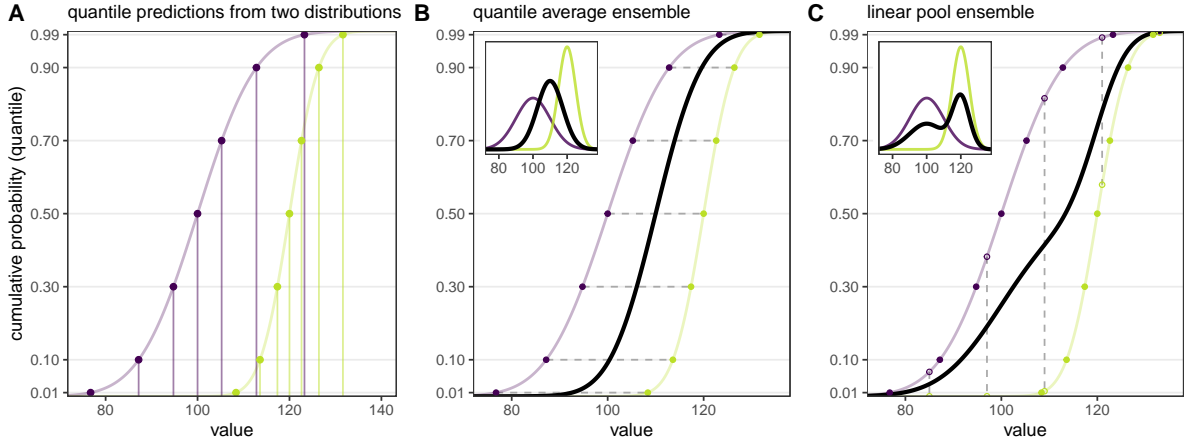 A quantile predictions from two distributions
cumulative probability (quantile)
0.99
0.90
0.70
0.50
0.30
0.10
0.01
80 100 120 140
value
B quantile average ensemble
80 100 120
0.99
0.90
0.70
0.50
0.30
0.10
0.01
80 100 120
value
C linear pool ensemble
80 100 120
0.99
0.90
0.70
0.50
0.30
0.10
0.01
80 100 120
value